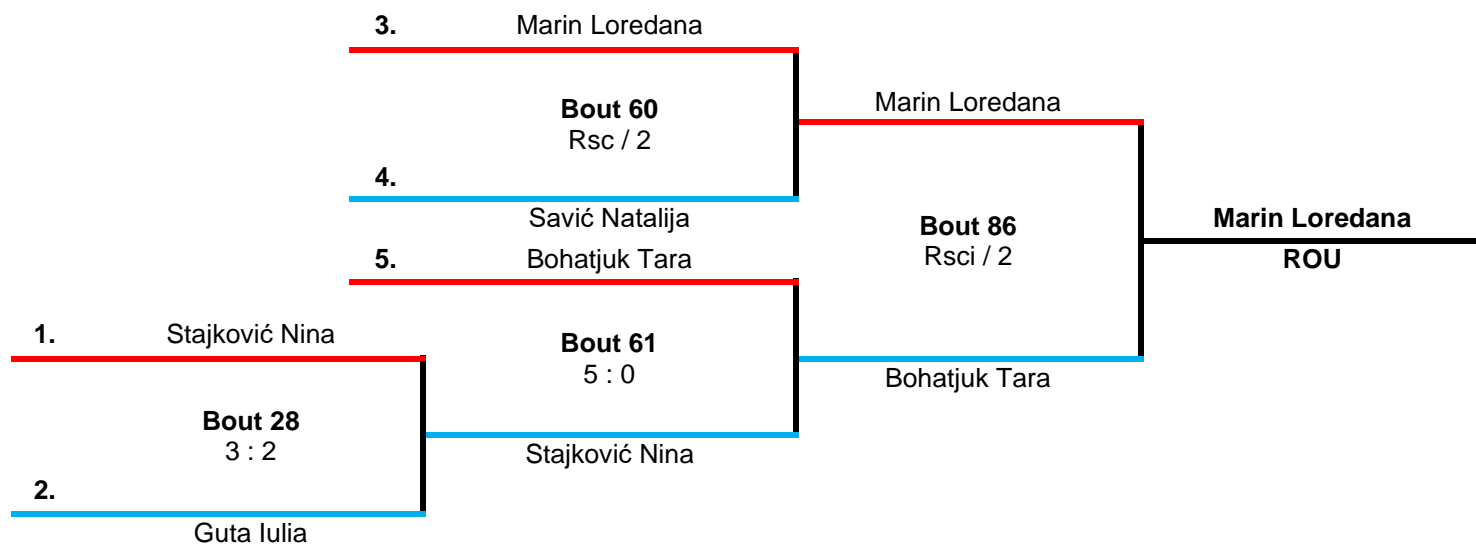 3. Marin Loredana
Bout 60
Rsc / 2
4.
Savić Natalija
Marin Loredana
5. Bohatjuk Tara
Bout 61
5 : 0
1. Stajković Nina
Bout 28
3 : 2
2.
Guta Iulia
Stajković Nina
Bout 86
Rsci / 2
Bohatjuk Tara
Marin Loredana
ROU